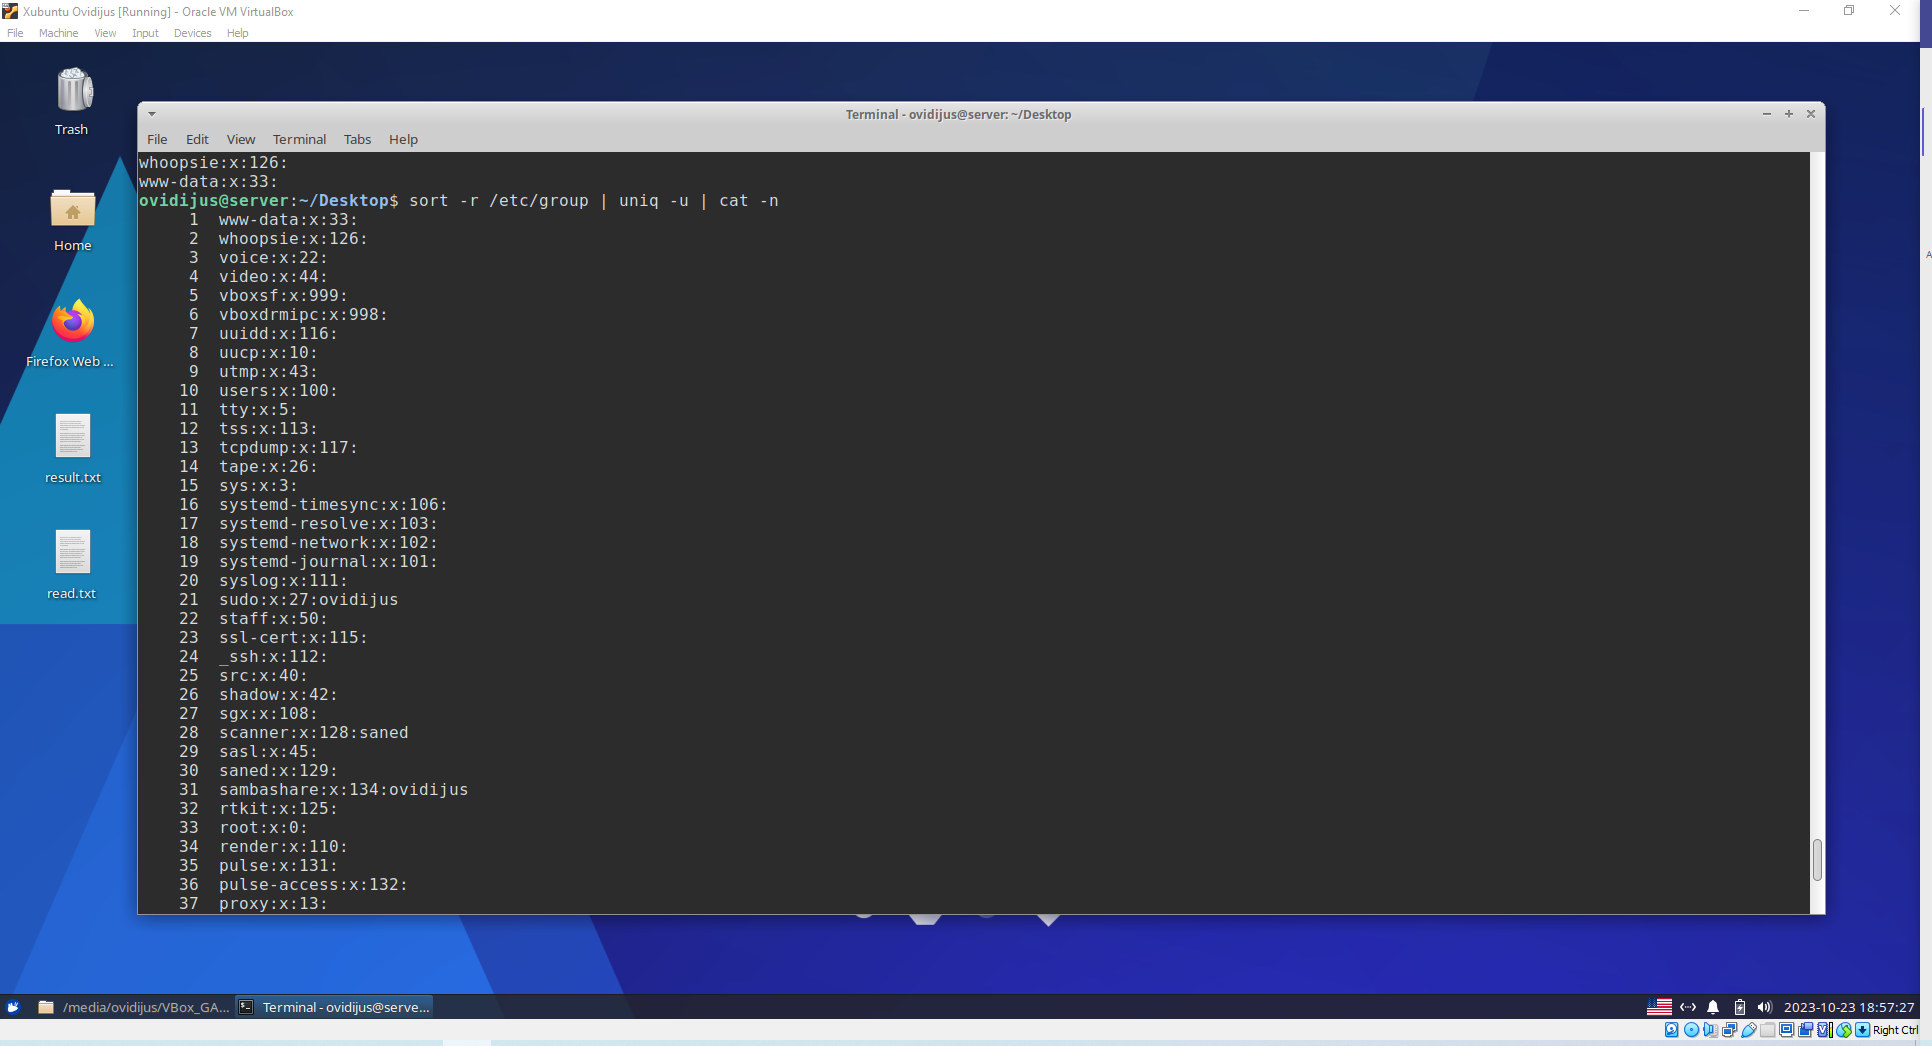 Xubuntu Ovidijus [Running] - Oracle VM VirtualBox
File Machine View Input Devices Help
Trash
Home
Firefox Web ...
result.txt
read.txt
Terminal - ovidijus@server: ~/Desktop
File Edit View Terminal Tabs Help
whoopsie:x:126:
www-data:x:33:
ovidijus@server:~/Desktop$ sort -r /etc/group | uniq -u | cat -n
1 www-data:x:33:
2 whoopsie:x:126:
3 voice:x:22:
4 video:x:44:
5 vboxsf:x:999:
6 vboxdrmipc:x:998:
7 uuidd:x:116:
8 uucp:x:10:
9 utmp:x:43:
10 users:x:100:
11 tty:x:5:
12 tss:x:113:
13 tcpdump:x:117:
14 tape:x:26:
15 sys:x:3:
16 systemd-timesync:x:106:
17 systemd-resolve:x:103:
18 systemd-network:x:102:
19 systemd-journal:x:101:
20 syslog:x:111:
21 sudo:x:27:ovidijus
22 staff:x:50:
23 ssl-cert:x:115:
24 _ssh:x:112:
25 src:x:40:
26 shadow:x:42:
27 sgx:x:108:
28 scanner:x:128:saned
29 sasl:x:45:
30 saned:x:129:
31 sambashare:x:134:ovidijus
32 rtkit:x:125:
33 root:x:0:
34 render:x:110:
35 pulse:x:131:
36 pulse-access:x:132:
37 proxy:x:13:
/media/ovidijus/VBox_GA... Terminal - ovidijus@serve... 2023-10-23 18:57:27
Right Ctrl